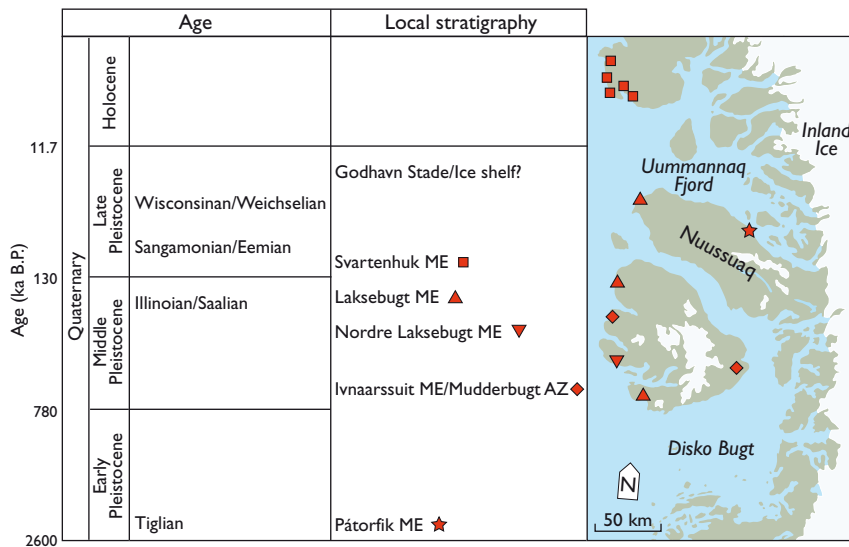 Age
Local stratigraphy
Age (ka B.P.)
Quaternary
Holocene
11.7
Late
Pleistocene
Wisconsinan/Weichselian
Sangamonian/Eemian
Godhavn Stade/Ice shelf?
Svartenhuk ME
130
Middle
Pleistocene
Illinoian/Saalian
Laksebugt ME
Nordre Laksebugt ME
Ivnaarssuit ME/Mudderbugt AZ
780
Early
Pleistocene
Tiglian
Pátorfik ME
2600
Inland
Ice
Uummannaq
Fjord
Nuussuaq
Disko Bugt
N
50 km